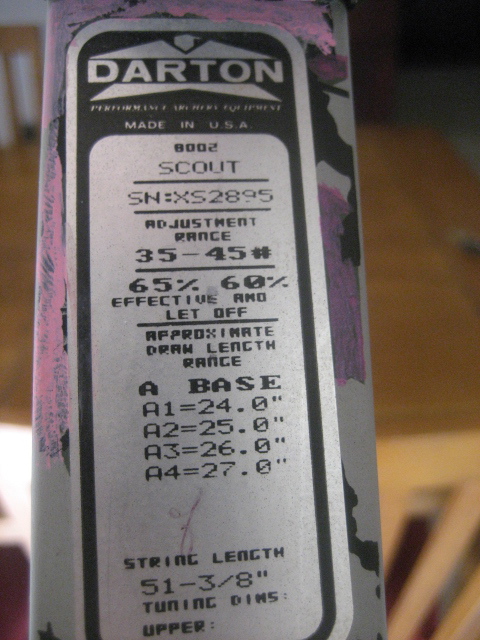 DARTON
PERFORMANCE ARCHERY EQUIPMENT
MADE IN U.S.A.
8002
SCOUT
SN:XS2895
ADJUSTMENT
RANGE
35-45#
65% 60%
EFFECTIVE AMO
LET OFF
APPROXIMATE
DRAW LENGTH
RANGE
A BASE
A1=24.0"
A2=25.0"
A3=26.0"
A4=27.0"
STRING LENGTH
51-3/8"
TUNING DIMS:
UPPER: